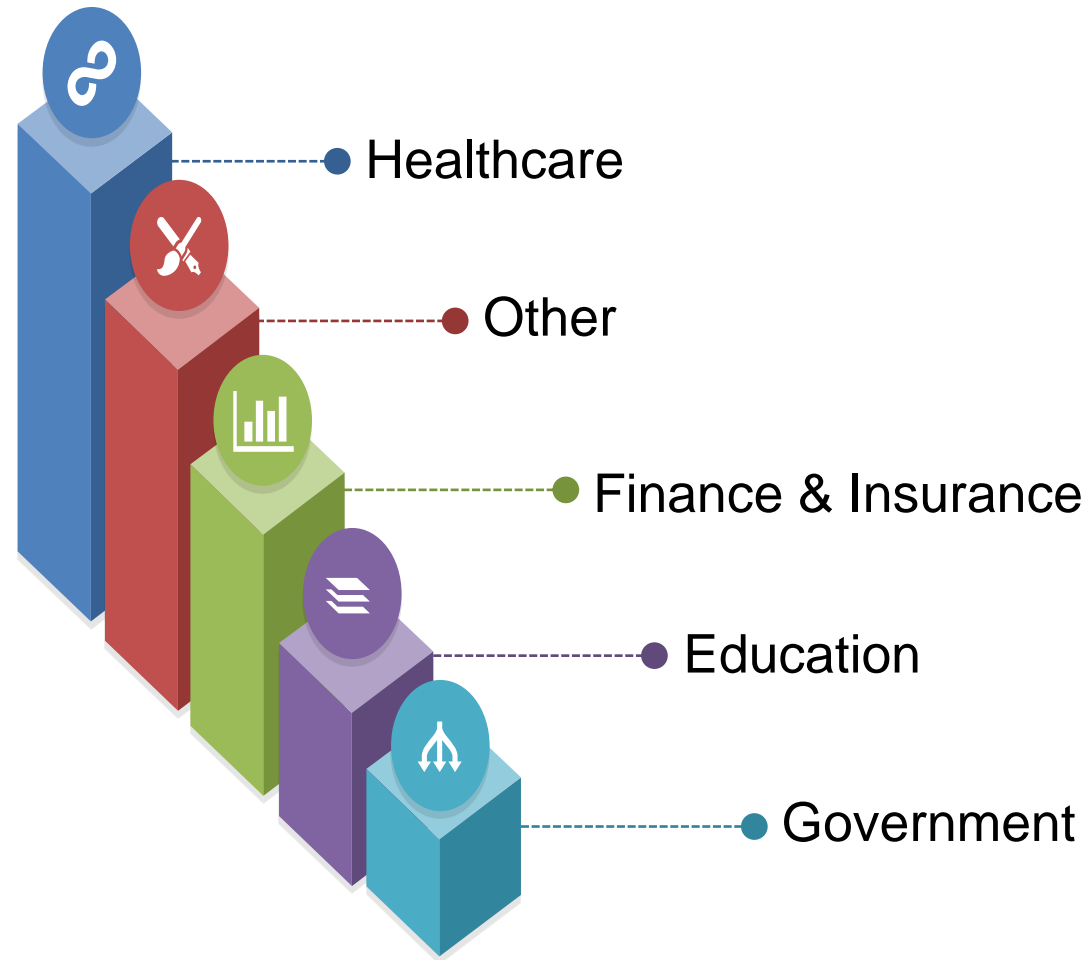 Healthcare
Other
Finance & Insurance
Education
Government